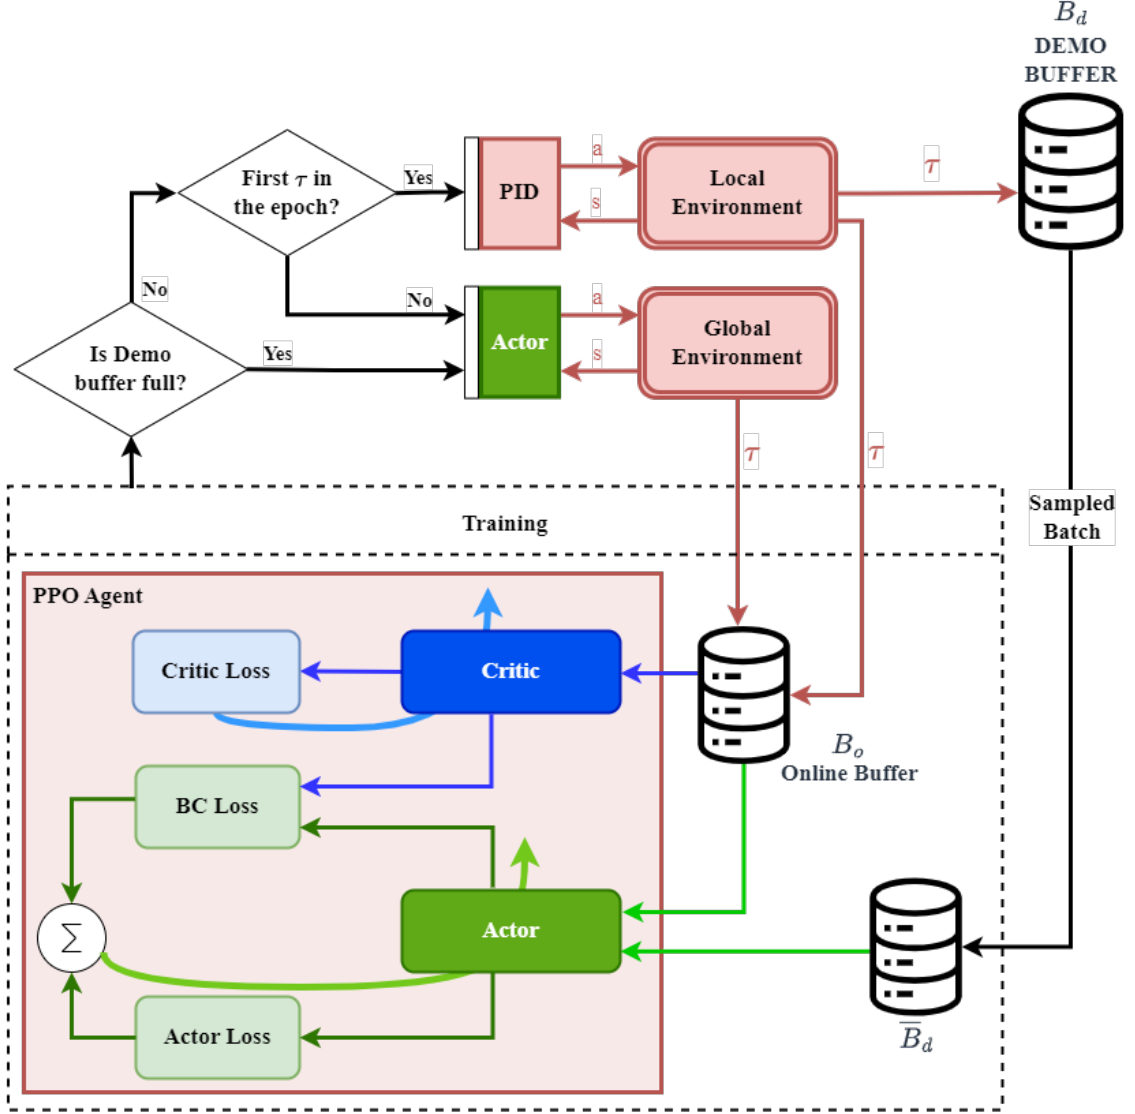 B_d
DEMO
BUFFER
First τ in
the epoch?
Yes
PID
a
s
Local
Environment
τ
No
No
Actor
a
s
Global
Environment
Is Demo
buffer full?
Yes
τ
τ
Sampled
Batch
Training
PPO Agent
Critic Loss
Critic
B_o
Online Buffer
BC Loss
Actor
∑
Actor Loss
B̅_d